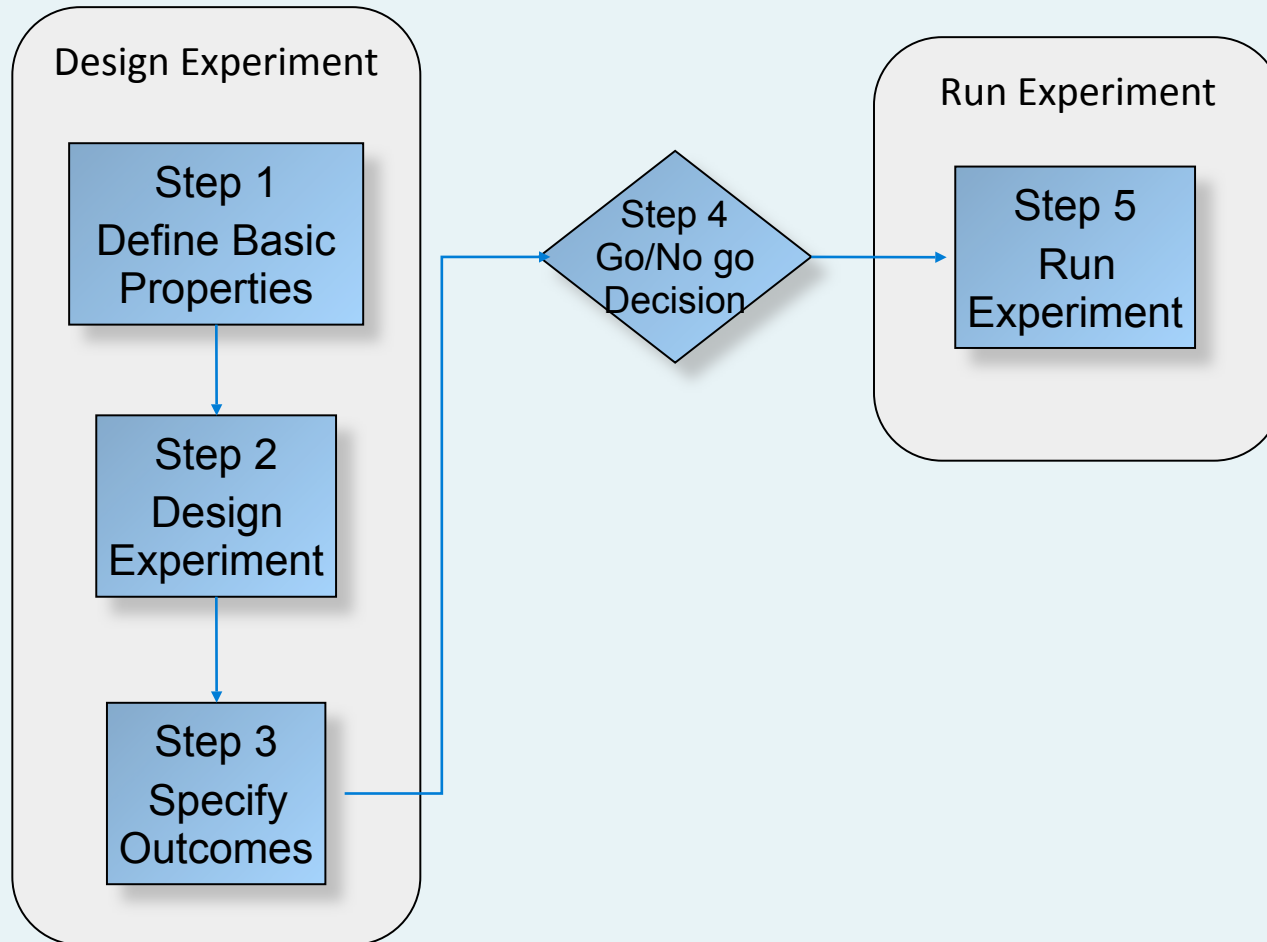 Design Experiment
Step 1
Define Basic
Properties
Step 2
Design
Experiment
Step 3
Specify
Outcomes
Step 4
Go/No go
Decision
Run Experiment
Step 5
Run
Experiment